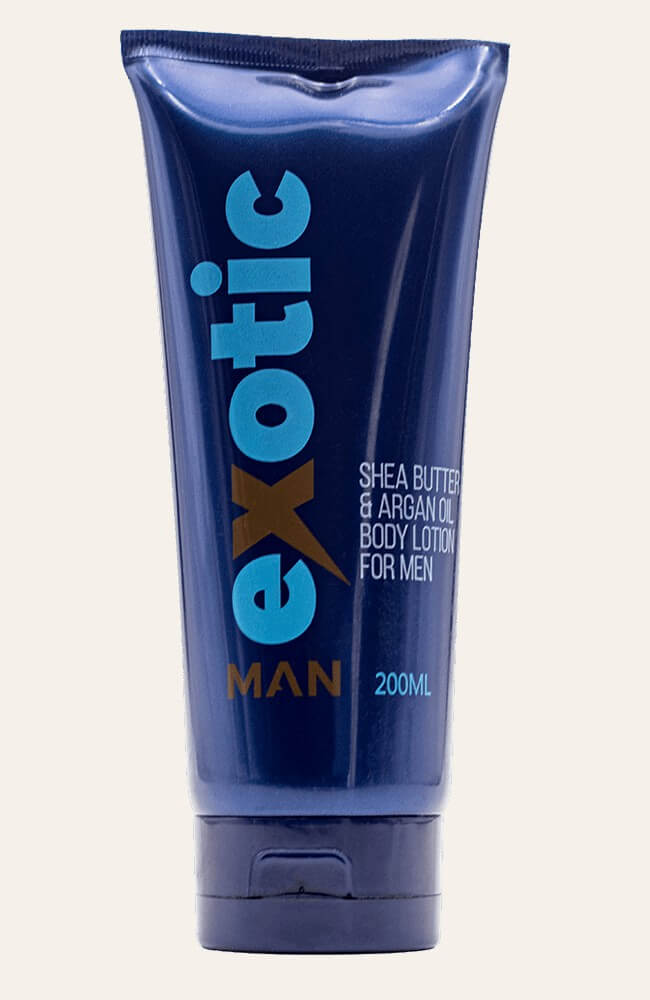 exotic
MAN
SHEA BUTTER
& ARGAN OIL
BODY LOTION
FOR MEN
200ML